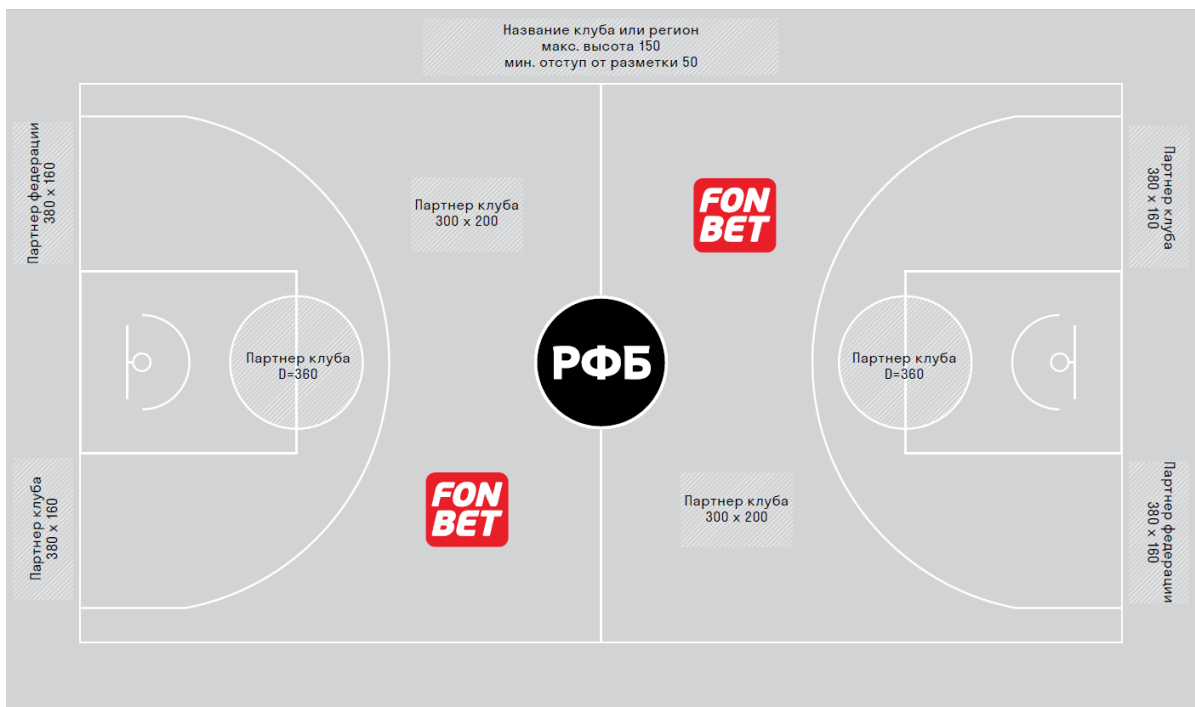 Название клуба или регион
макс. высота 150
мин. отступ от разметки 50
Партнер федерации
380 x 160
Партнер клуба
300 x 200
FON
BET
Партнер клуба
380 x 160
Партнер клуба
D=360
РФБ
Партнер клуба
D=360
Партнер клуба
380 x 160
FON
BET
Партнер клуба
300 x 200
Партнер федерации
380 x 160